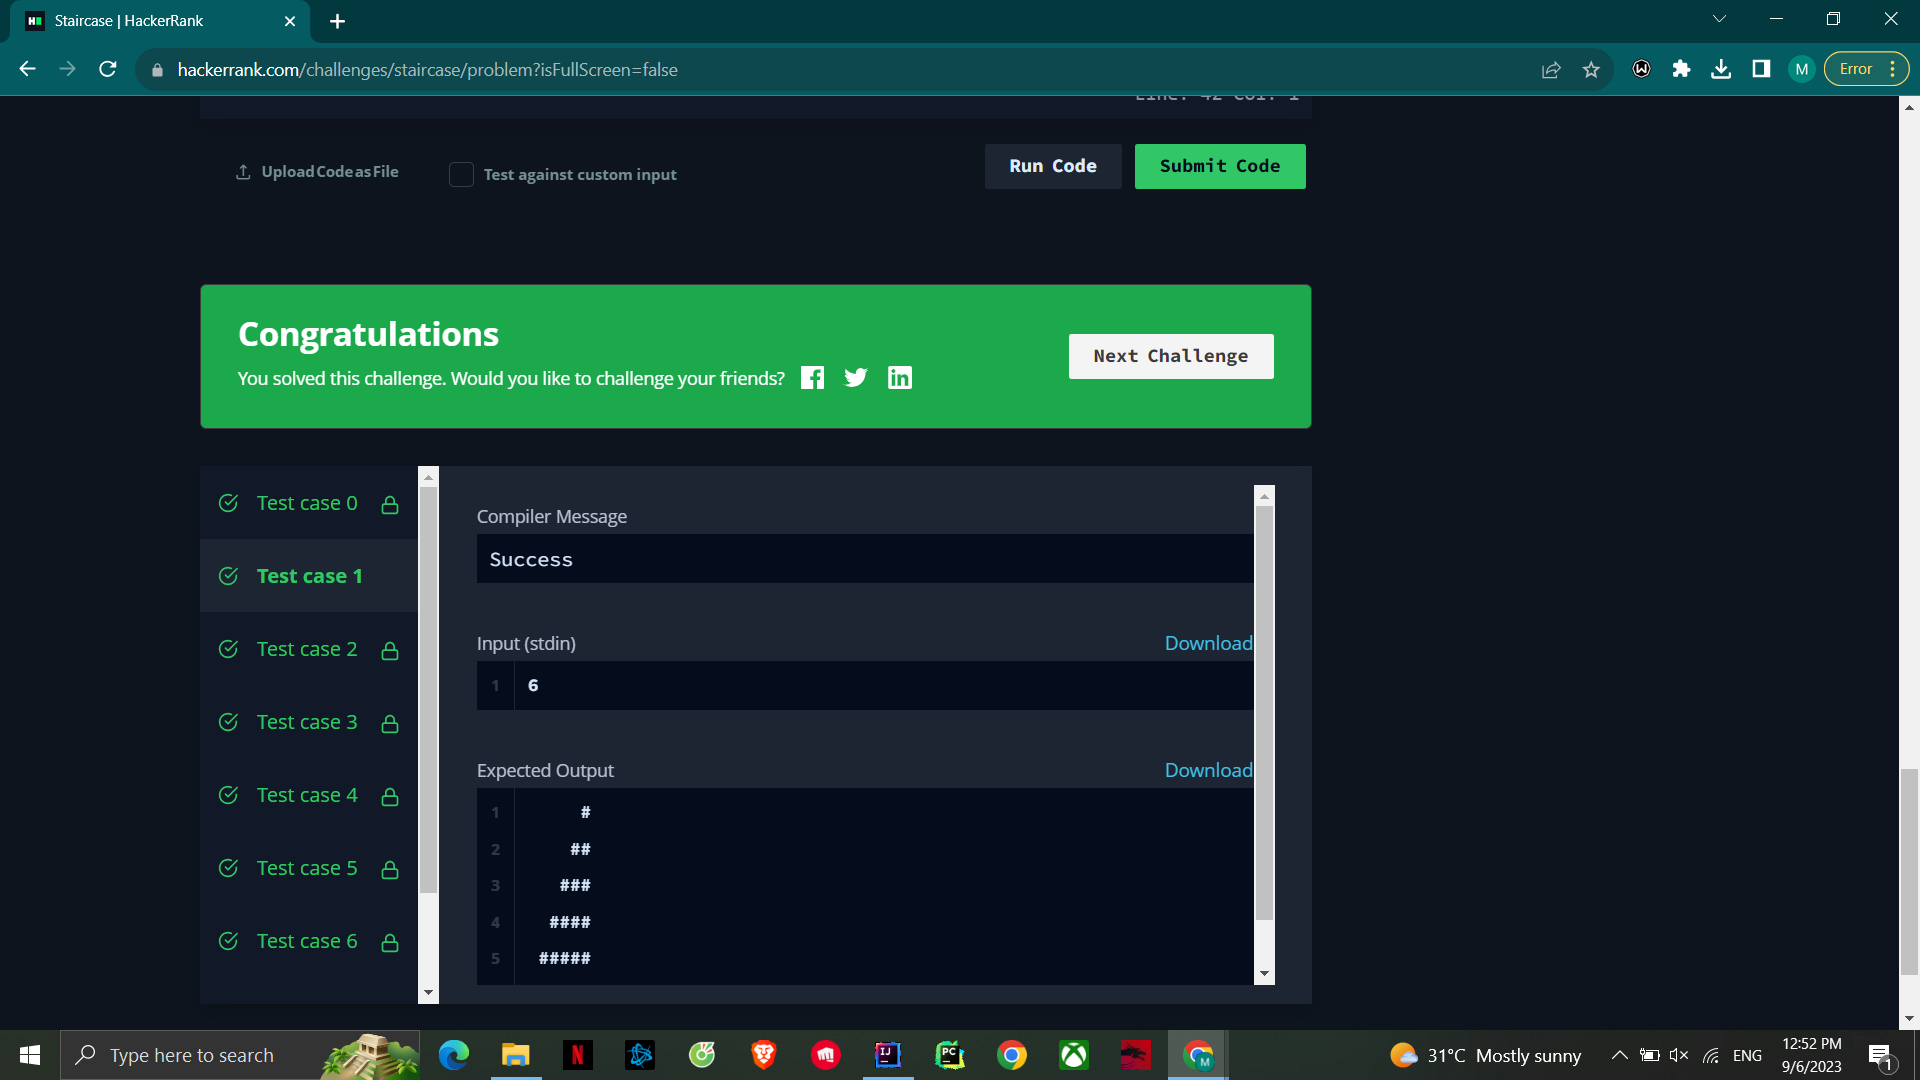 Staircase | HackerRank
hackerrank.com/challenges/staircase/problem?isFullScreen=false
M
Error
Line: 42 Col: 1
Upload Code as File
Test against custom input
Run Code
Submit Code
Congratulations
You solved this challenge. Would you like to challenge your friends?
Next Challenge
Test case 0
Test case 1
Test case 2
Test case 3
Test case 4
Test case 5
Test case 6
Compiler Message
Success
Input (stdin)
Download
1 6
Expected Output
Download
1      #
2     ##
3    ###
4   ####
5  #####
Type here to search
31°C Mostly sunny
ENG
12:52 PM
9/6/2023
1